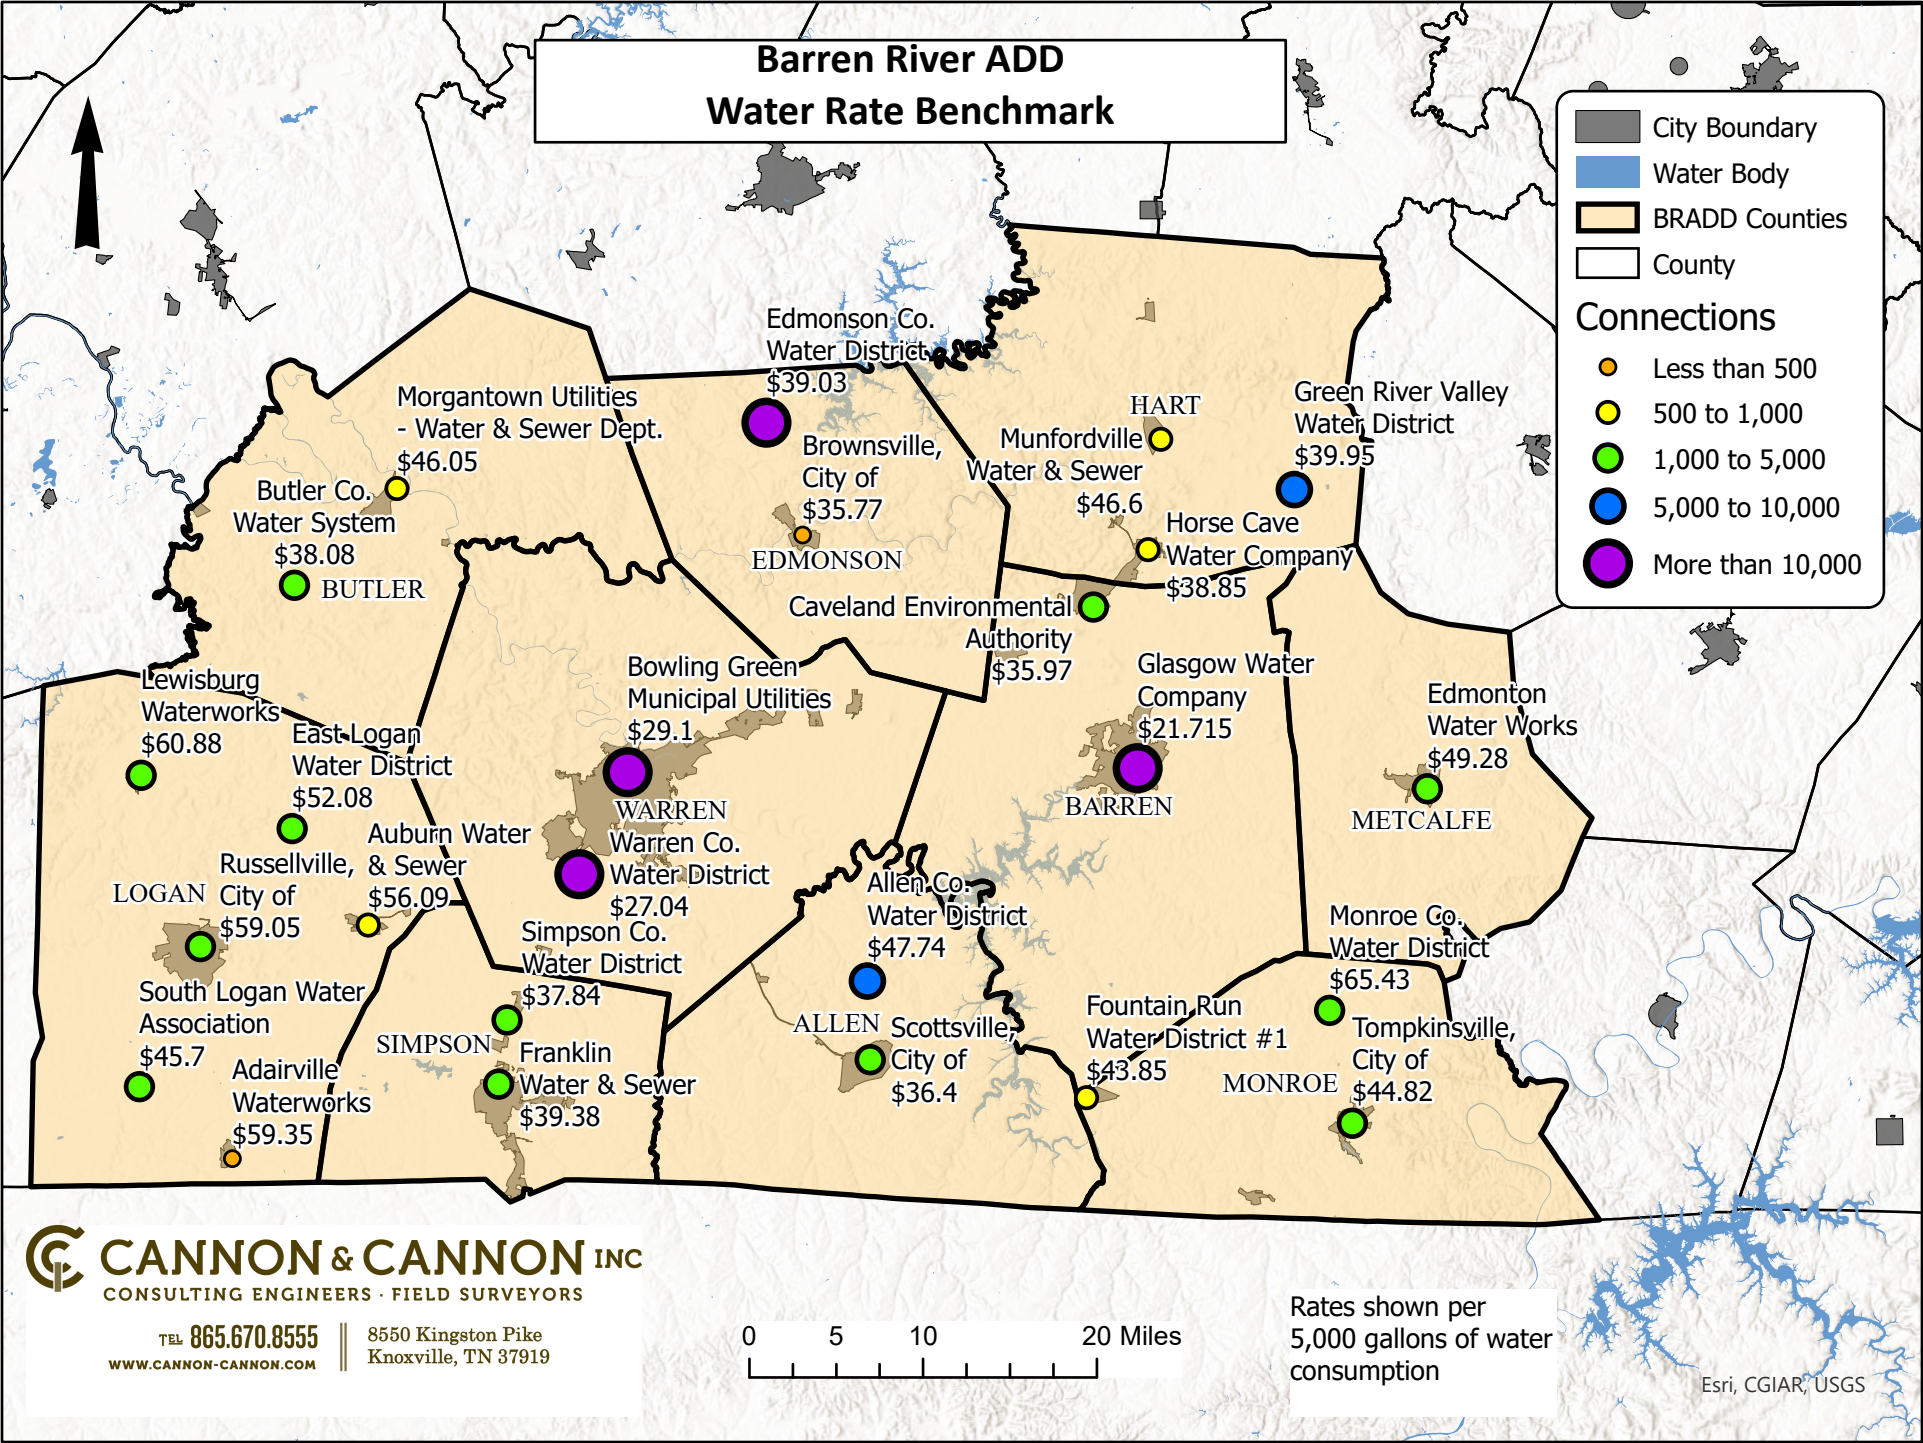 Barren River ADD
Water Rate Benchmark
City Boundary
Water Body
BRADD Counties
County
Connections
Less than 500
500 to 1,000
1,000 to 5,000
5,000 to 10,000
More than 10,000
Edmonson Co.
Water District
$39.03
Morgantown Utilities
- Water & Sewer Dept.
$46.05
Brownsville,
City of
$35.77
EDMONSON
HART
Munfordville
Water & Sewer
$46.6
Green River Valley
Water District
$39.95
Butler Co.
Water System
$38.08
BUTLER
Horse Cave
Water Company
$38.85
Caveland Environmental
Authority
$35.97
Lewisburg
Waterworks
$60.88
East Logan
Water District
$52.08
Bowling Green
Municipal Utilities
$29.1
WARREN
Glasgow Water
Company
$21.715
BARREN
Edmonton
Water Works
$49.28
METCALFE
Auburn Water
& Sewer
$56.09
Russellville,
City of
$59.05
LOGAN
Warren Co.
Water District
$27.04
Simpson Co.
Water District
$37.84
Allen Co.
Water District
$47.74
Monroe Co.
Water District
$65.43
South Logan Water
Association
$45.7
SIMPSON
Franklin
Water & Sewer
$39.38
ALLEN
Scottsville,
City of
$36.4
Fountain Run
Water District #1
$43.85
MONROE
Tompkinsville,
City of
$44.82
Adairville
Waterworks
$59.35
CANNON & CANNON INC
CONSULTING ENGINEERS · FIELD SURVEYORS
TEL 865.670.8555
WWW.CANNON-CANNON.COM
8550 Kingston Pike
Knoxville, TN 37919
0 5 10 20 Miles
Rates shown per
5,000 gallons of water
consumption
Esri, CGIAR, USGS